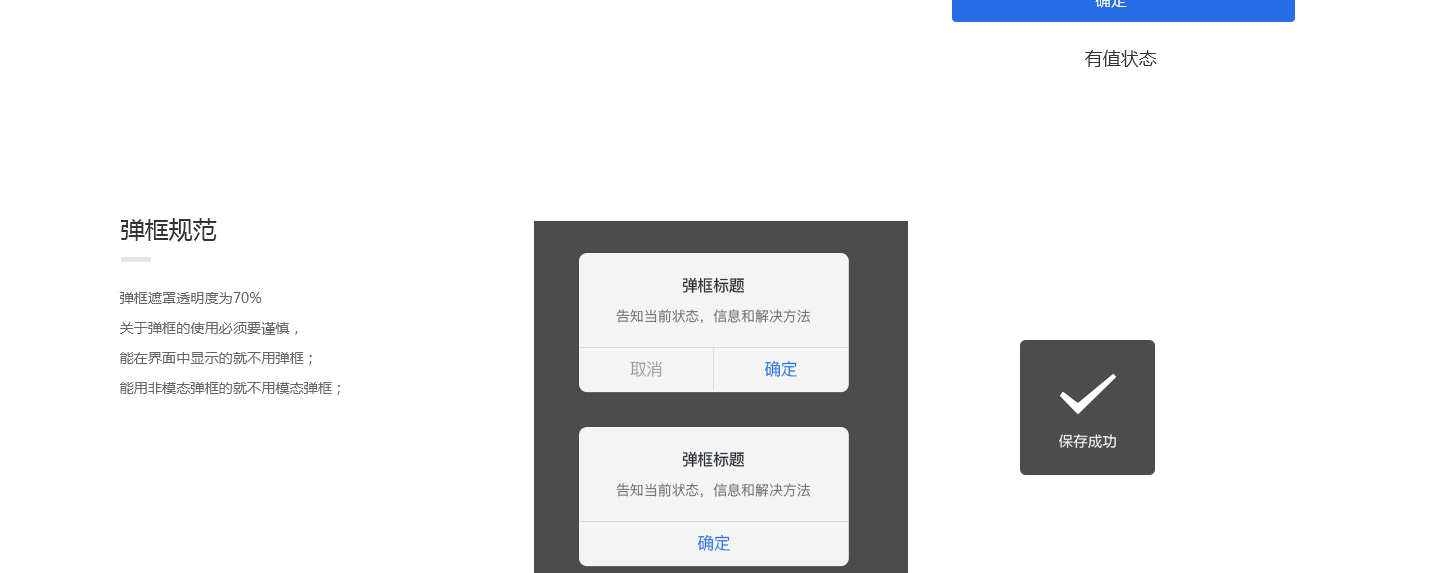 确定
有值状态
弹框规范
弹框遮罩透明度为70%
关于弹框的使用必须要谨慎，
能在界面中显示的就不用弹框；
能用非模态弹框的就不用模态弹框；
弹框标题
告知当前状态，信息和解决方法
取消
确定
弹框标题
告知当前状态，信息和解决方法
确定
保存成功